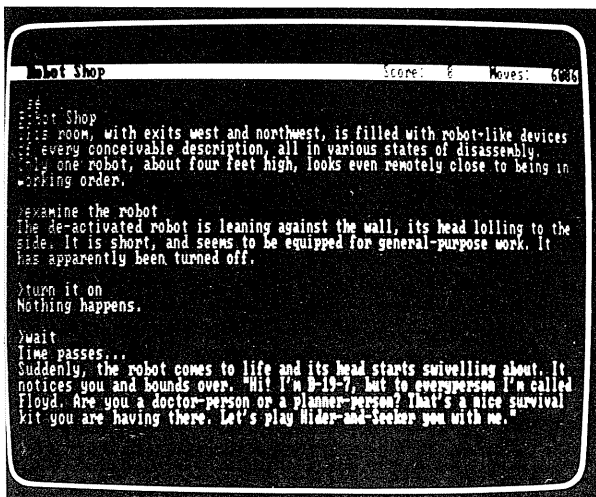 Robot Shop Score: 8 Moves: 6086
>se
Robot Shop
This room, with exits west and northwest, is filled with robot-like devices
of every conceivable description, all in various states of disassembly.
Only one robot, about four feet high, looks even remotely close to being in
working order.
>examine the robot
The de-activated robot is leaning against the wall, its head lolling to the
side. It is short, and seems to be equipped for general-purpose work. It
has apparently been turned off.
>turn it on
Nothing happens.
>wait
Time passes...
Suddenly, the robot comes to life and its head starts swivelling about. It
notices you and bounds over. "Hi! I'm B-19-7, but to everyperson I'm called
Floyd. Are you a doctor-person or a planner-person? That's a nice survival
kit you are having there. Let's play Hider-and-Seeker you with me."
>